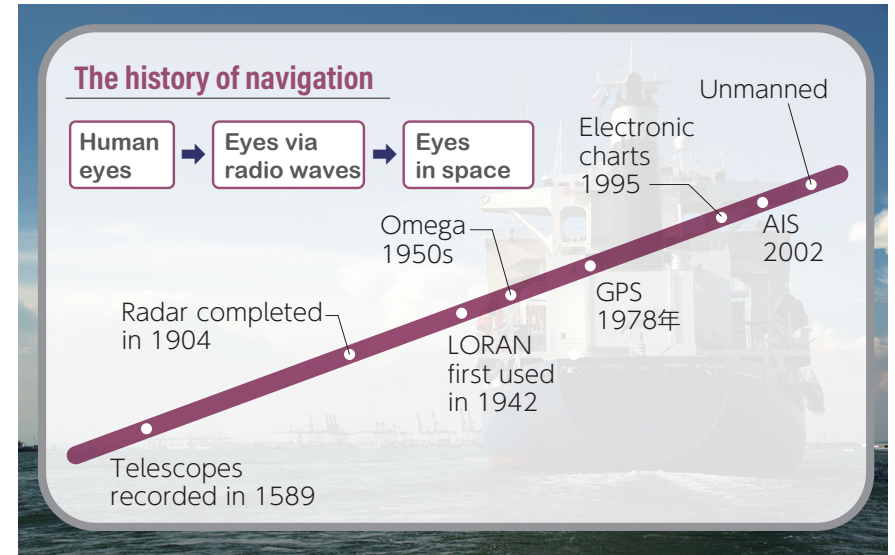 The history of navigation
Human
eyes
Eyes via
radio waves
Eyes
in space
Unmanned
Electronic
charts
1995
AIS
2002
Omega
1950s
GPS
1978年
Radar completed
in 1904
LORAN
first used
in 1942
Telescopes
recorded in 1589